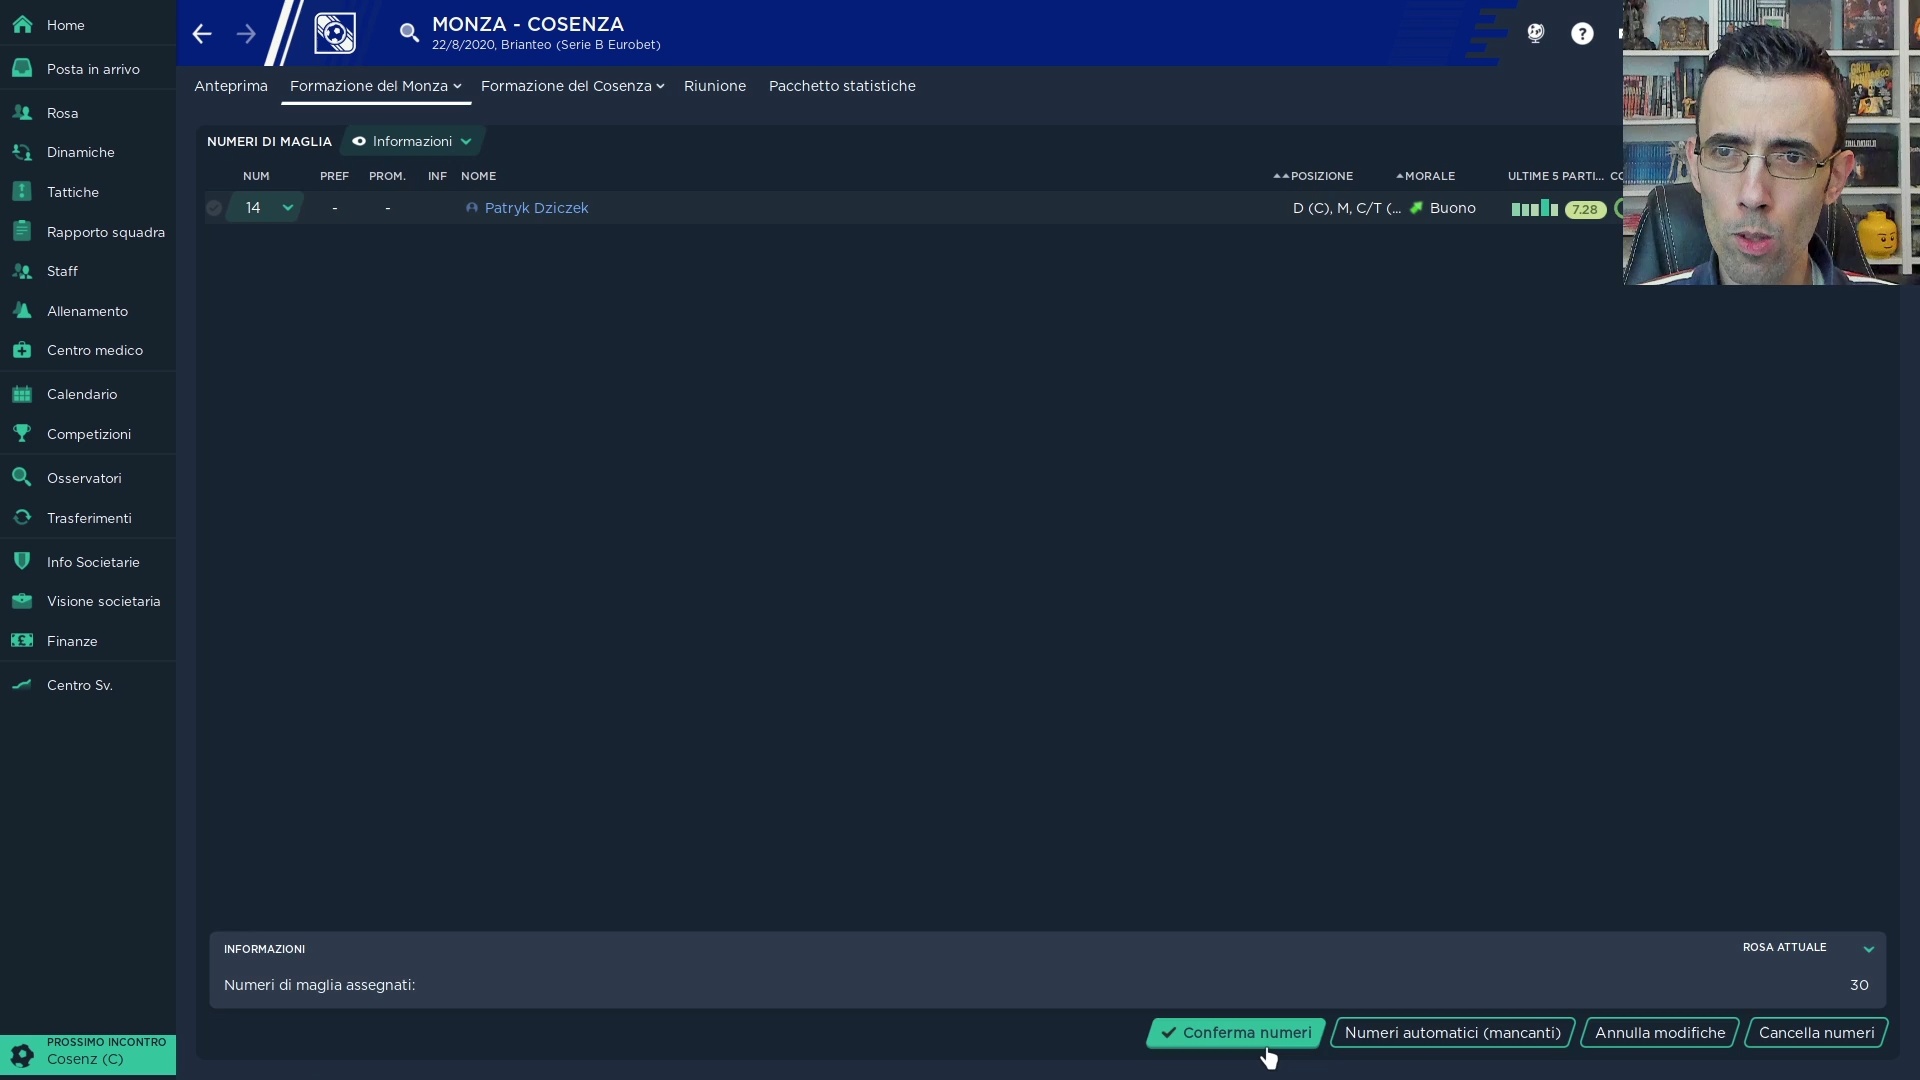 Home
Posta in arrivo
Rosa
Dinamiche
Tattiche
Rapporto squadra
Staff
Allenamento
Centro medico
Calendario
Competizioni
Osservatori
Trasferimenti
Info Societarie
Visione societaria
Finanze
Centro Sv.
PROSSIMO INCONTRO
Cosenz (C)
MONZA - COSENZA
22/8/2020, Brianteo (Serie B Eurobet)
?
Anteprima Formazione del Monza Formazione del Cosenza Riunione Pacchetto statistiche
NUMERI DI MAGLIA Informazioni
NUM PREF PROM. INF NOME POSIZIONE MORALE ULTIME 5 PARTI...
14 - - Patryk Dziczek D (C), M, C/T (... Buono 7.28
GRIM FANDANGO
INFORMAZIONI ROSA ATTUALE
Numeri di maglia assegnati: 30
Conferma numeri Numeri automatici (mancanti) Annulla modifiche Cancella numeri